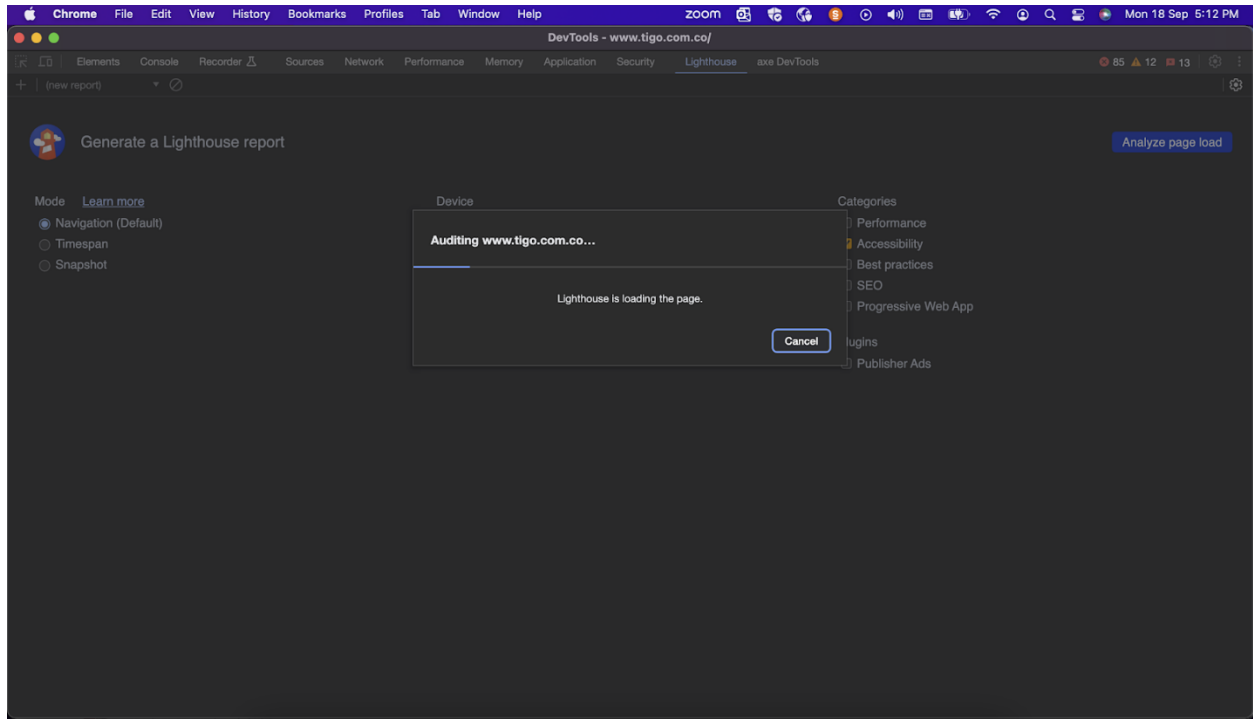 Chrome File Edit View History Bookmarks Profiles Tab Window Help zoom Mon 18 Sep 5:12 PM
DevTools - www.tigo.com.co/
Elements Console Recorder Sources Network Performance Memory Application Security Lighthouse axe DevTools 85 12 13
(new report)
Generate a Lighthouse report
Analyze page load
Mode Learn more
Navigation (Default)
Timespan
Snapshot
Device
Auditing www.tigo.com.co...
Lighthouse is loading the page.
Cancel
Categories
Performance
Accessibility
Best practices
SEO
Progressive Web App
lugins
Publisher Ads